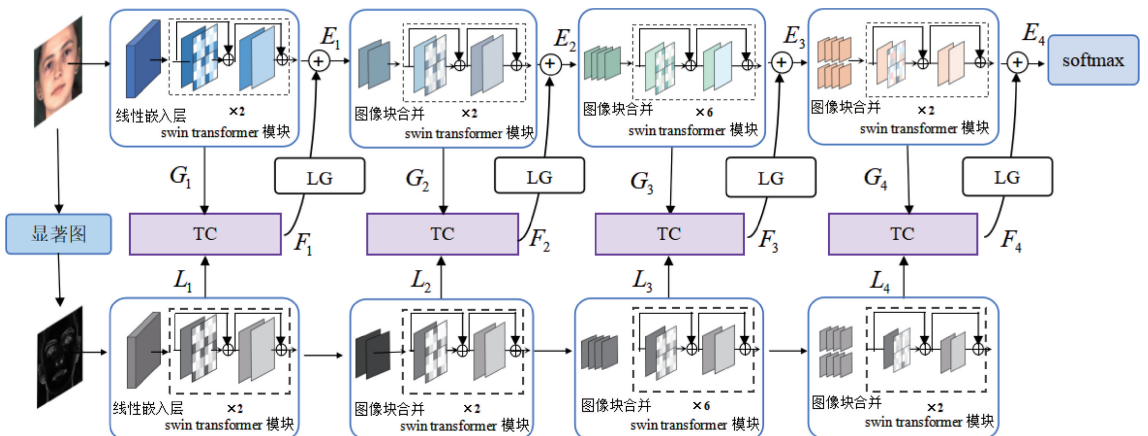 E1
E2
E3
E4
softmax
×2
线性嵌入层
swin transformer 模块
×2
图像块合并
swin transformer 模块
×6
图像块合并
swin transformer 模块
×2
图像块合并
swin transformer 模块
G1
LG
G2
LG
G3
LG
G4
LG
显著图
TC
F1
TC
F2
TC
F3
TC
F4
L1
L2
L3
L4
×2
线性嵌入层
swin transformer 模块
×2
图像块合并
swin transformer 模块
×6
图像块合并
swin transformer 模块
×2
图像块合并
swin transformer 模块